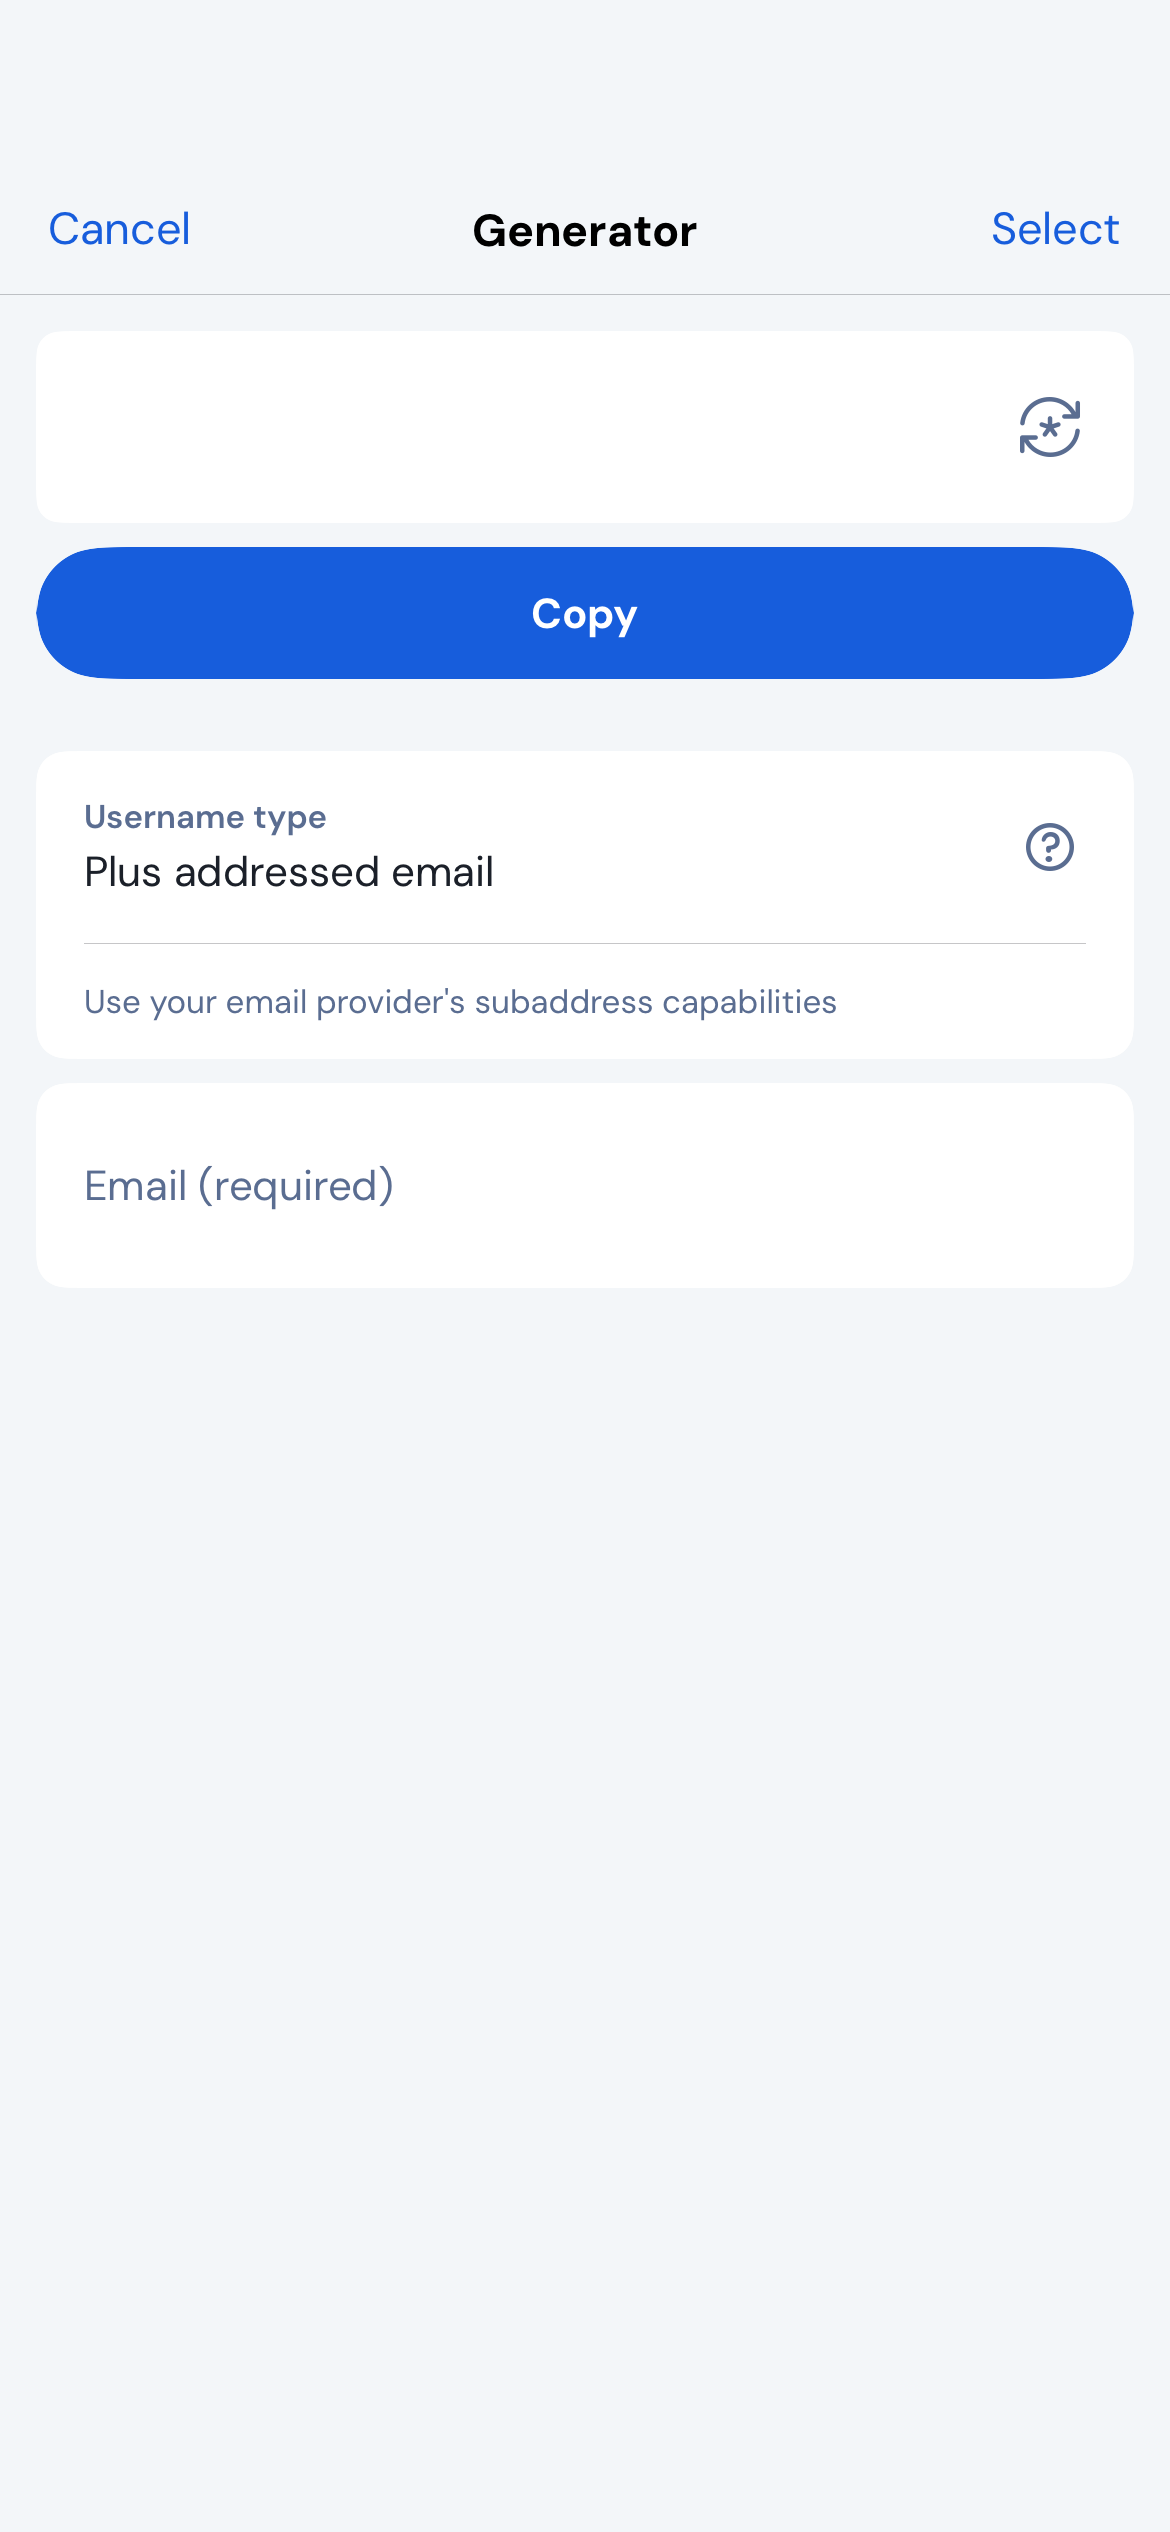 Cancel
Generator
Select
Copy
Username type
Plus addressed email
Use your email provider's subaddress capabilities
Email (required)